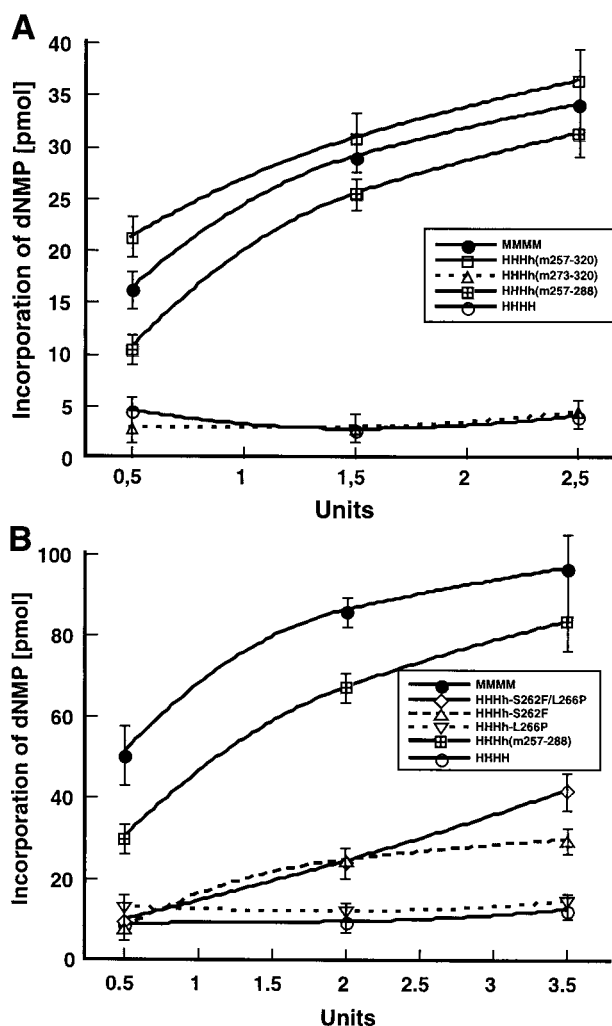 A
Incorporation of dNMP [pmol]
40
35
30
25
20
15
10
5
0
0,5
1
1,5
2
2,5
Units
MMMM
HHHh(m257-320)
HHHh(m273-320)
HHHh(m257-288)
HHHH
B
Incorporation of dNMP [pmol]
100
80
60
40
20
0
0.5
1
1.5
2
2.5
3
3.5
Units
MMMM
HHHh-S262F/L266P
HHHh-S262F
HHHh-L266P
HHHh(m257-288)
HHHH